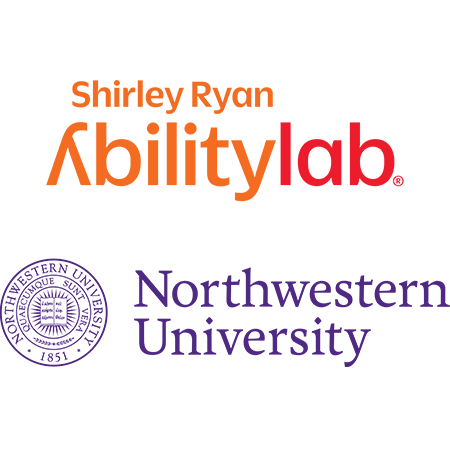 Shirley Ryan
Abilitylab®
NORTHWESTERN UNIVERSITY
QUAECUMQUE SUNT VERA
· 1851 ·
Northwestern
University